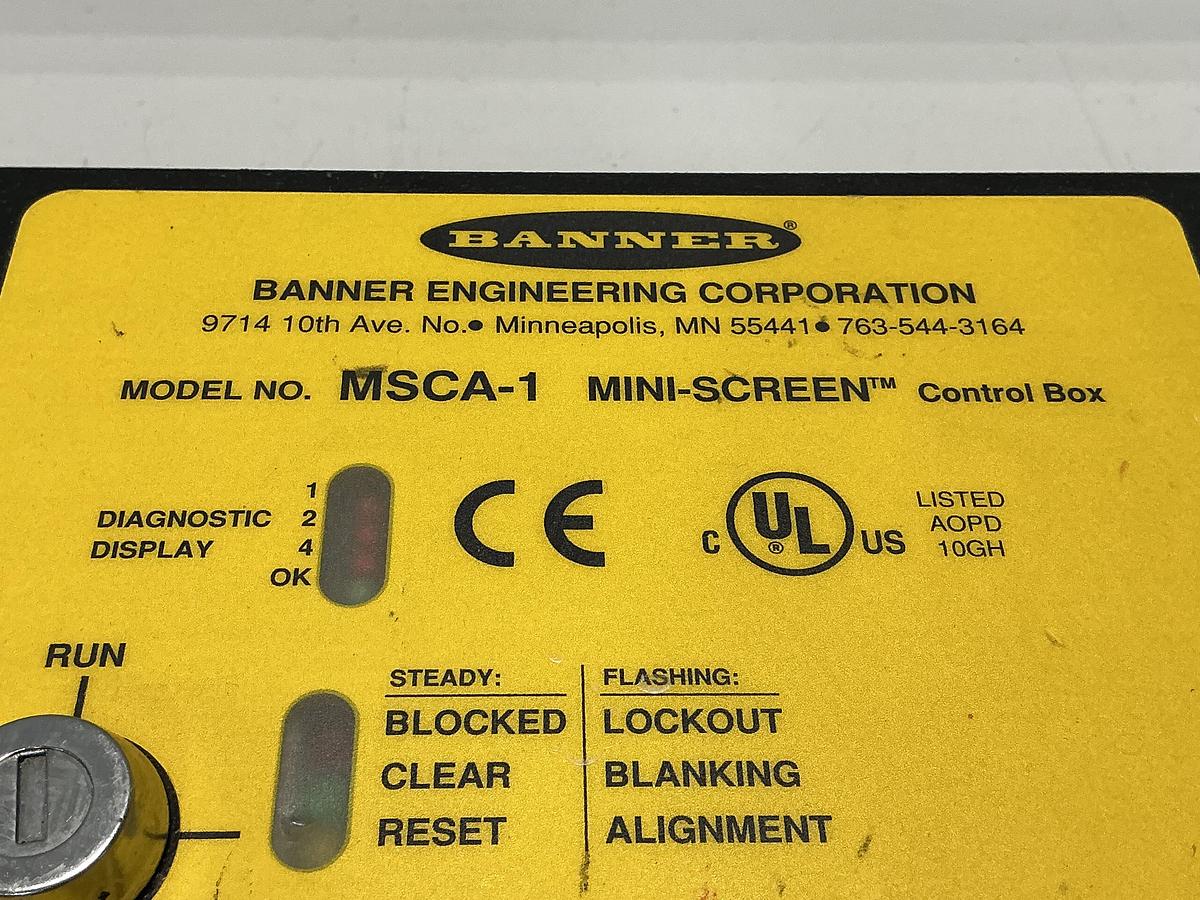 BANNER®
BANNER ENGINEERING CORPORATION
9714 10th Ave. No.● Minneapolis, MN 55441● 763-544-3164
MODEL NO. MSCA-1 MINI-SCREEN™ Control Box
DIAGNOSTIC
DISPLAY
1
2
4
OK
CE
C UL® US
LISTED
AOPD
10GH
RUN
STEADY: FLASHING:
BLOCKED LOCKOUT
CLEAR BLANKING
RESET ALIGNMENT